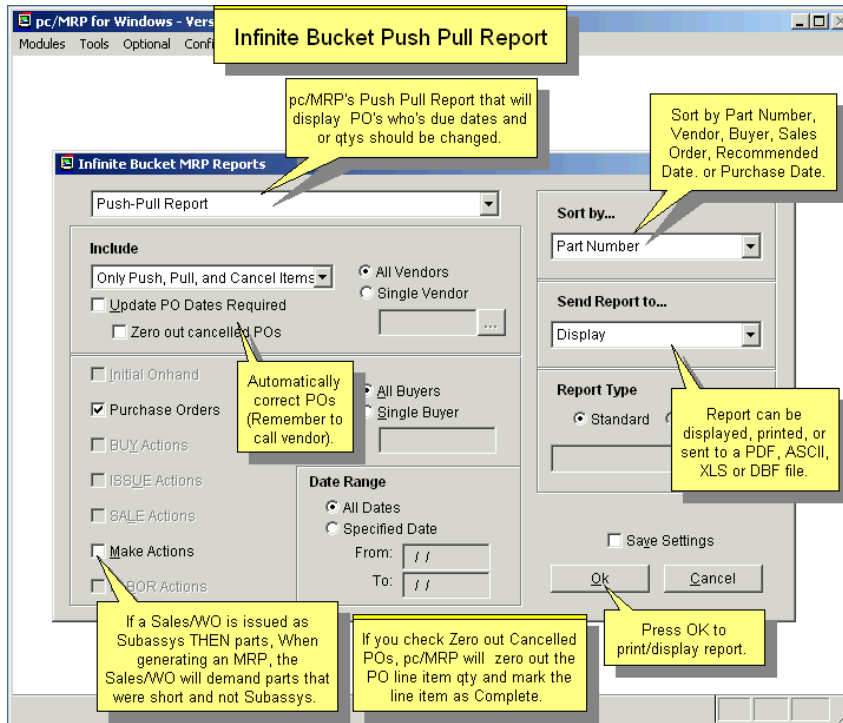 pc/MRP for Windows - Vers
Infinite Bucket Push Pull Report
Modules Tools Optional Confi
pc/MRP's Push Pull Report that will
display PO's who's due dates and
or qtys should be changed.
Sort by Part Number,
Vendor, Buyer, Sales
Order, Recommended
Date. or Purchase Date.
Infinite Bucket MRP Reports
Push-Pull Report
Sort by...
Part Number
Include
Only Push, Pull, and Cancel Items
All Vendors
Single Vendor
...
Update PO Dates Required
Zero out cancelled POs
Send Report to...
Display
Automatically
correct POs
(Remember to
call vendor).
Initial Onhand
Purchase Orders
BUY Actions
ISSUE Actions
SALE Actions
Make Actions
BOR Actions
All Buyers
Single Buyer
Report Type
Standard
Report can be
displayed, printed, or
sent to a PDF, ASCII,
XLS or DBF file.
Date Range
All Dates
Specified Date
From: / /
To: / /
Save Settings
Ok Cancel
If a Sales/WO is issued as
Subassys THEN parts, When
generating an MRP, the
Sales/WO will demand parts that
were short and not Subassys.
If you check Zero out Cancelled
POs, pc/MRP will zero out the
PO line item qty and mark the
line item as Complete.
Press OK to
print/display report.